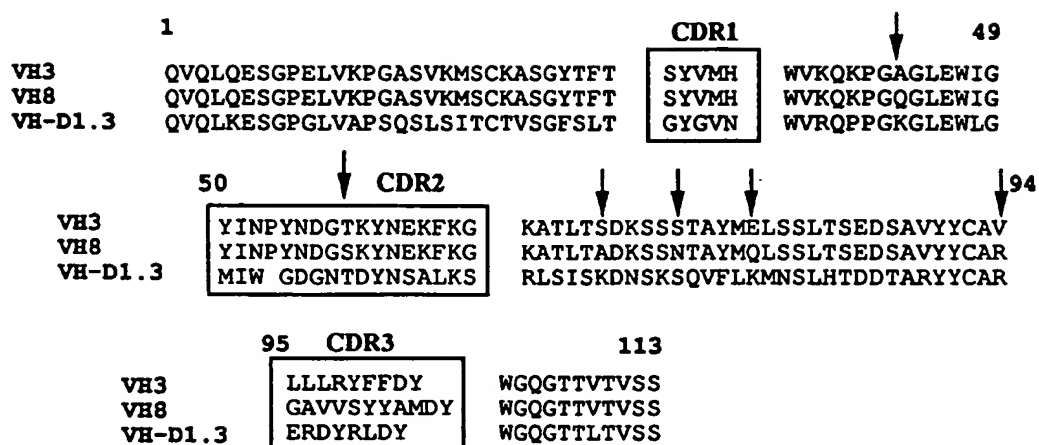 1 CDR1 49
VH3 QVQLQESGPELVKPGASVKMSCKASGYTFT SYVMH WVKQKPGAGLEWIG
VH8 QVQLQESGPELVKPGASVKMSCKASGYTFT SYVMH WVKQKPGQGLEWIG
VH-D1.3 QVQLKESGPGLVAPSQSLSITCTVSGFSLT GYGVN WVRQPPGKGLEWLG
50 CDR2 94
VH3 YINPYNDGTKYNEKFKG KATLTSDKSSSTAYMELSSLTSEDSAVYYCAV
VH8 YINPYNDGSKYNEKFKG KATLTADKSSNTAYMQLSSLTSEDSAVYYCAR
VH-D1.3 MIW GDGNTDYNSALKS RLSISKDNSKSQVFLKMNSLHTDDTARYYCAR
95 CDR3 113
VH3 LLLRYFFDY WGQGTTVTVSS
VH8 GAVVSYYAMDY WGQGTTVTVSS
VH-D1.3 ERDYRLDY WGQGTTLTVSS